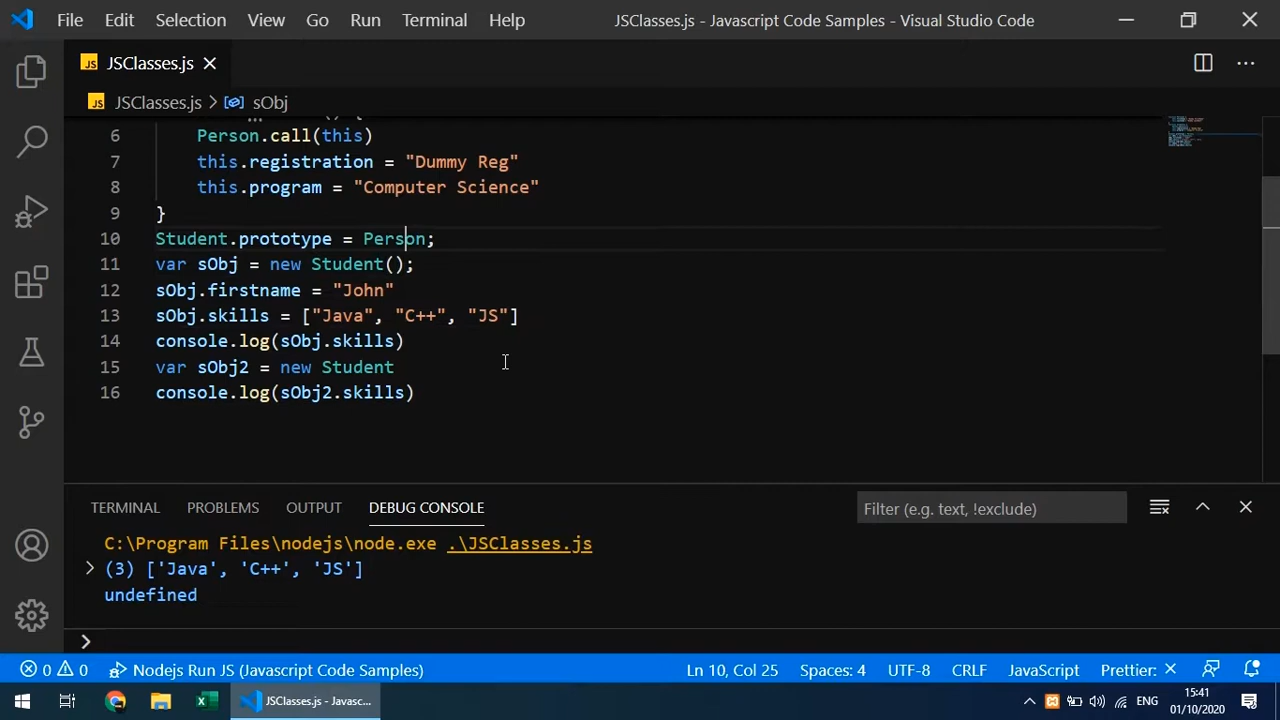 File Edit Selection View Go Run Terminal Help JSClasses.js - Javascript Code Samples - Visual Studio Code
JS JSClasses.js
JS JSClasses.js > sObj
6 Person.call(this)
7 this.registration = "Dummy Reg"
8 this.program = "Computer Science"
9 }
10 Student.prototype = Person;
11 var sObj = new Student();
12 sObj.firstname = "John"
13 sObj.skills = ["Java", "C++", "JS"]
14 console.log(sObj.skills)
15 var sObj2 = new Student
16 console.log(sObj2.skills)
TERMINAL PROBLEMS OUTPUT DEBUG CONSOLE Filter (e.g. text, !exclude)
C:\Program Files\nodejs\node.exe .\JSClasses.js
> (3) ['Java', 'C++', 'JS']
undefined
>
0 0 Nodejs Run JS (Javascript Code Samples) Ln 10, Col 25 Spaces: 4 UTF-8 CRLF JavaScript Prettier: ×
JSClasses.js - Javasc... ENG 15:41
01/10/2020